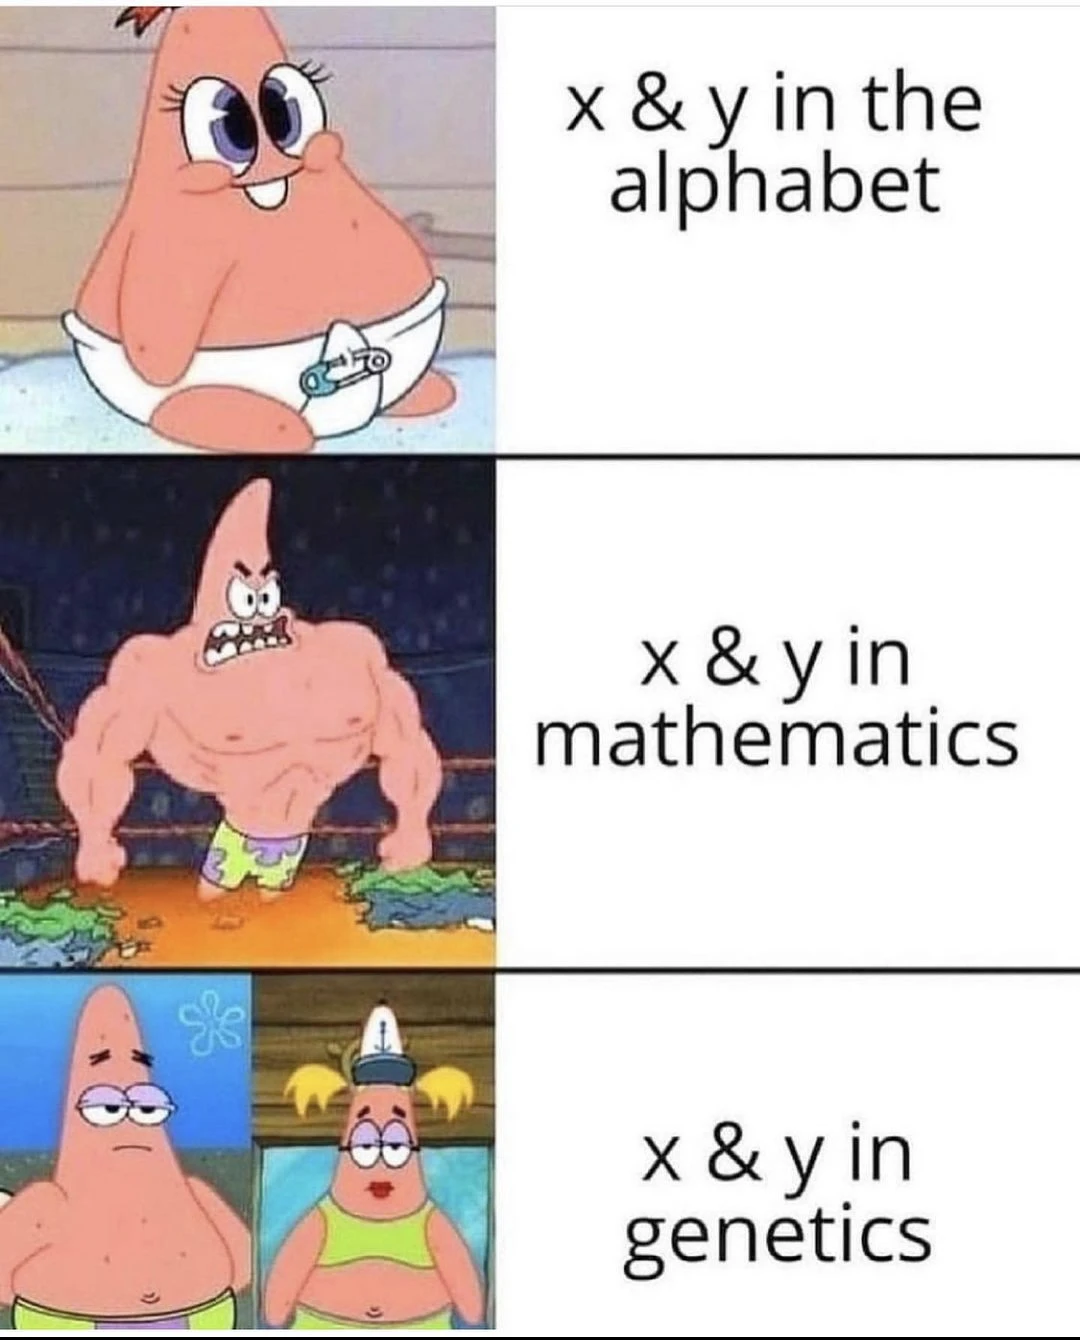 x & y in the
alphabet
x & y in
mathematics
x & y in
genetics